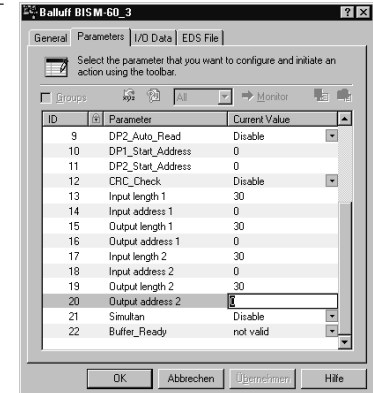 Balluff BISM-60_3
General Parameters I/O Data EDS File
Select the parameter that you want to configure and initiate an
action using the toolbar.
Groups All Monitor
ID Parameter Current Value
9 DP2_Auto_Read Disable
10 DP1_Start_Address 0
11 DP2_Start_Address 0
12 CRC_Check Disable
13 Input length 1 30
14 Input address 1 0
15 Output length 1 30
16 Output address 1 0
17 Input length 2 30
18 Input address 2 0
19 Output length 2 30
20 Output address 2 0
21 Simultan Disable
22 Buffer_Ready not valid
OK Abbrechen Übernehmen Hilfe